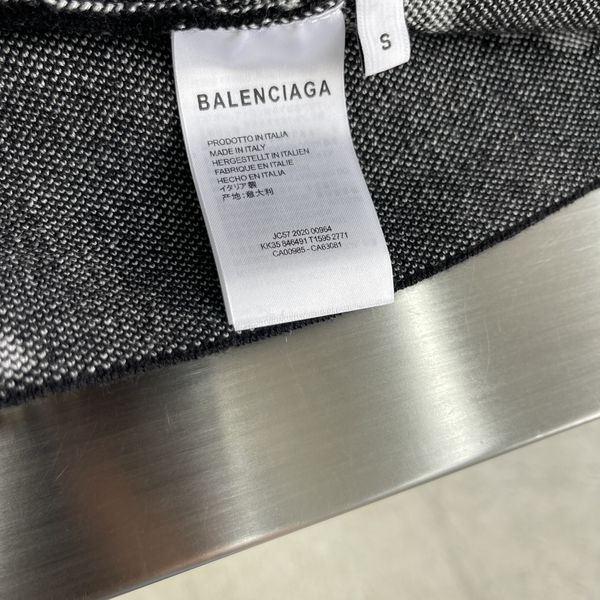 S
BALENCIAGA
PRODOTTO IN ITALIA
MADE IN ITALY
HERGESTELLT IN ITALIEN
FABRIQUE EN ITALIE
HECHO EN ITALIA
イタリア製
产地:意大利
JC57 2020 00964
KK35 846491 T1595 2771
CA00985 - CA63081